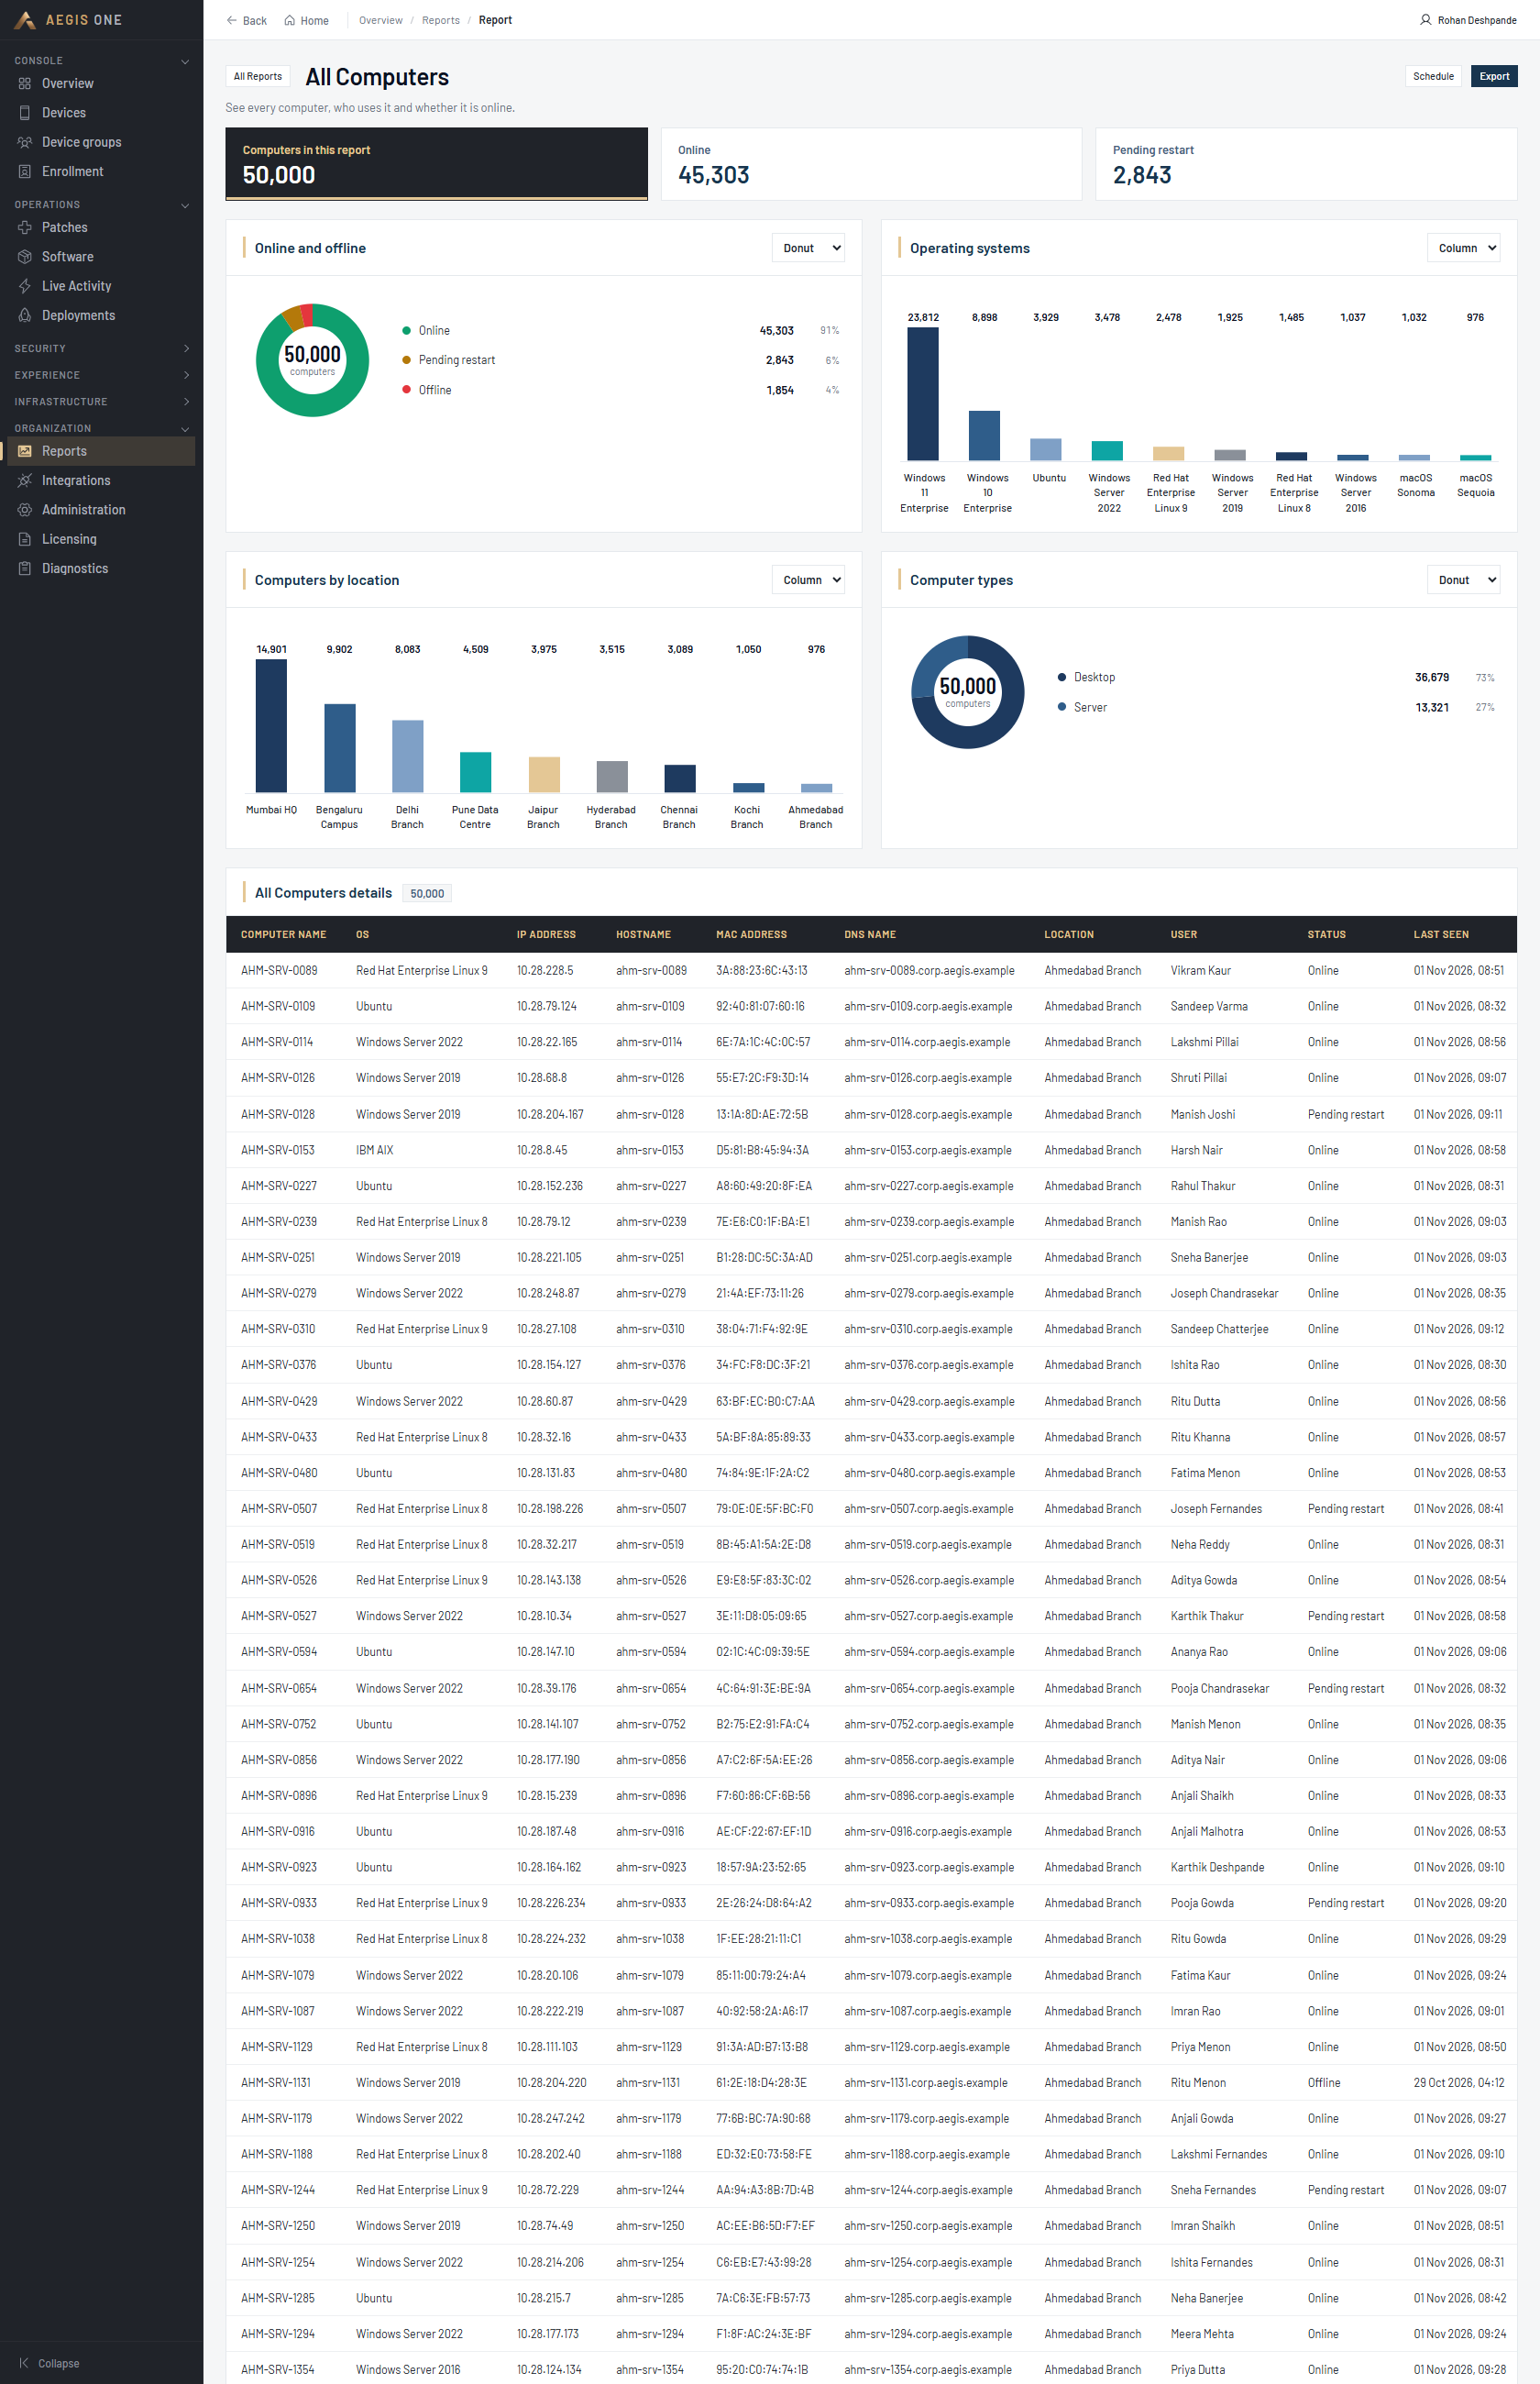 AEGIS ONE
CONSOLE
Overview
Devices
Device groups
Enrollment
OPERATIONS
Patches
Software
Live Activity
Deployments
SECURITY
EXPERIENCE
INFRASTRUCTURE
ORGANIZATION
Reports
Integrations
Administration
Licensing
Diagnostics
Collapse
Back Home Overview / Reports / Report Rohan Deshpande
All Reports All Computers Schedule Export
See every computer, who uses it and whether it is online.
Computers in this report
50,000
Online
45,303
Pending restart
2,843
Online and offline Donut
50,000
computers
Online 45,303 91%
Pending restart 2,843 6%
Offline 1,854 4%
Operating systems Column
23,812 8,898 3,929 3,478 2,478 1,925 1,485 1,037 1,032 976
Windows 11 Enterprise
Windows 10 Enterprise
Ubuntu
Windows Server 2022
Red Hat Enterprise Linux 9
Windows Server 2019
Red Hat Enterprise Linux 8
Windows Server 2016
macOS Sonoma
macOS Sequoia
Computers by location Column
14,901 9,902 8,083 4,509 3,975 3,515 3,089 1,050 976
Mumbai HQ
Bengaluru Campus
Delhi Branch
Pune Data Centre
Jaipur Branch
Hyderabad Branch
Chennai Branch
Kochi Branch
Ahmedabad Branch
Computer types Donut
50,000
computers
Desktop 36,679 73%
Server 13,321 27%
All Computers details 50,000
COMPUTER NAME OS IP ADDRESS HOSTNAME MAC ADDRESS DNS NAME LOCATION USER STATUS LAST SEEN
AHM-SRV-0089 Red Hat Enterprise Linux 9 10.28.228.5 ahm-srv-0089 3A:88:23:6C:43:13 ahm-srv-0089.corp.aegis.example Ahmedabad Branch Vikram Kaur Online 01 Nov 2026, 08:51
AHM-SRV-0109 Ubuntu 10.28.79.124 ahm-srv-0109 92:40:81:07:60:16 ahm-srv-0109.corp.aegis.example Ahmedabad Branch Sandeep Varma Online 01 Nov 2026, 08:32
AHM-SRV-0114 Windows Server 2022 10.28.22.165 ahm-srv-0114 6E:7A:1C:4C:0C:57 ahm-srv-0114.corp.aegis.example Ahmedabad Branch Lakshmi Pillai Online 01 Nov 2026, 08:56
AHM-SRV-0126 Windows Server 2019 10.28.68.8 ahm-srv-0126 55:E7:2C:F9:3D:14 ahm-srv-0126.corp.aegis.example Ahmedabad Branch Shruti Pillai Online 01 Nov 2026, 09:07
AHM-SRV-0128 Windows Server 2019 10.28.204.167 ahm-srv-0128 13:1A:8D:AE:72:5B ahm-srv-0128.corp.aegis.example Ahmedabad Branch Manish Joshi Pending restart 01 Nov 2026, 09:11
AHM-SRV-0153 IBM AIX 10.28.8.45 ahm-srv-0153 D5:81:B8:45:94:3A ahm-srv-0153.corp.aegis.example Ahmedabad Branch Harsh Nair Online 01 Nov 2026, 08:58
AHM-SRV-0227 Ubuntu 10.28.152.236 ahm-srv-0227 A8:60:49:20:8F:EA ahm-srv-0227.corp.aegis.example Ahmedabad Branch Rahul Thakur Online 01 Nov 2026, 08:31
AHM-SRV-0239 Red Hat Enterprise Linux 8 10.28.79.12 ahm-srv-0239 7E:E6:C0:1F:BA:E1 ahm-srv-0239.corp.aegis.example Ahmedabad Branch Manish Rao Online 01 Nov 2026, 09:03
AHM-SRV-0251 Windows Server 2019 10.28.221.105 ahm-srv-0251 B1:28:DC:5C:3A:AD ahm-srv-0251.corp.aegis.example Ahmedabad Branch Sneha Banerjee Online 01 Nov 2026, 09:03
AHM-SRV-0279 Windows Server 2022 10.28.248.87 ahm-srv-0279 21:4A:EF:73:11:26 ahm-srv-0279.corp.aegis.example Ahmedabad Branch Joseph Chandrasekar Online 01 Nov 2026, 08:35
AHM-SRV-0310 Red Hat Enterprise Linux 9 10.28.27.108 ahm-srv-0310 38:04:71:F4:92:9E ahm-srv-0310.corp.aegis.example Ahmedabad Branch Sandeep Chatterjee Online 01 Nov 2026, 09:12
AHM-SRV-0376 Ubuntu 10.28.154.127 ahm-srv-0376 34:FC:F8:DC:3F:21 ahm-srv-0376.corp.aegis.example Ahmedabad Branch Ishita Rao Online 01 Nov 2026, 08:30
AHM-SRV-0429 Windows Server 2022 10.28.60.87 ahm-srv-0429 63:BF:EC:B0:C7:AA ahm-srv-0429.corp.aegis.example Ahmedabad Branch Ritu Dutta Online 01 Nov 2026, 08:56
AHM-SRV-0433 Red Hat Enterprise Linux 8 10.28.32.16 ahm-srv-0433 5A:BF:8A:85:89:33 ahm-srv-0433.corp.aegis.example Ahmedabad Branch Ritu Khanna Online 01 Nov 2026, 08:57
AHM-SRV-0480 Ubuntu 10.28.131.83 ahm-srv-0480 74:84:9E:1F:2A:C2 ahm-srv-0480.corp.aegis.example Ahmedabad Branch Fatima Menon Online 01 Nov 2026, 08:53
AHM-SRV-0507 Red Hat Enterprise Linux 8 10.28.198.226 ahm-srv-0507 79:0E:0E:5F:BC:F0 ahm-srv-0507.corp.aegis.example Ahmedabad Branch Joseph Fernandes Pending restart 01 Nov 2026, 08:41
AHM-SRV-0519 Red Hat Enterprise Linux 8 10.28.32.217 ahm-srv-0519 8B:45:A1:5A:2E:D8 ahm-srv-0519.corp.aegis.example Ahmedabad Branch Neha Reddy Online 01 Nov 2026, 08:31
AHM-SRV-0526 Red Hat Enterprise Linux 9 10.28.143.138 ahm-srv-0526 E9:E8:5F:83:3C:02 ahm-srv-0526.corp.aegis.example Ahmedabad Branch Aditya Gowda Online 01 Nov 2026, 08:54
AHM-SRV-0527 Windows Server 2022 10.28.10.34 ahm-srv-0527 3E:11:D8:05:09:65 ahm-srv-0527.corp.aegis.example Ahmedabad Branch Karthik Thakur Pending restart 01 Nov 2026, 08:58
AHM-SRV-0594 Ubuntu 10.28.147.10 ahm-srv-0594 02:1C:4C:09:39:5E ahm-srv-0594.corp.aegis.example Ahmedabad Branch Ananya Rao Online 01 Nov 2026, 09:06
AHM-SRV-0654 Windows Server 2022 10.28.39.176 ahm-srv-0654 4C:64:91:3E:BE:9A ahm-srv-0654.corp.aegis.example Ahmedabad Branch Pooja Chandrasekar Pending restart 01 Nov 2026, 08:32
AHM-SRV-0752 Ubuntu 10.28.141.107 ahm-srv-0752 B2:75:E2:91:FA:C4 ahm-srv-0752.corp.aegis.example Ahmedabad Branch Manish Menon Online 01 Nov 2026, 08:35
AHM-SRV-0856 Windows Server 2022 10.28.177.190 ahm-srv-0856 A7:C2:6F:5A:EE:26 ahm-srv-0856.corp.aegis.example Ahmedabad Branch Aditya Nair Online 01 Nov 2026, 09:06
AHM-SRV-0896 Red Hat Enterprise Linux 9 10.28.15.239 ahm-srv-0896 F7:60:86:CF:6B:56 ahm-srv-0896.corp.aegis.example Ahmedabad Branch Anjali Shaikh Online 01 Nov 2026, 08:33
AHM-SRV-0916 Ubuntu 10.28.187.48 ahm-srv-0916 AE:CF:22:67:EF:1D ahm-srv-0916.corp.aegis.example Ahmedabad Branch Anjali Malhotra Online 01 Nov 2026, 08:53
AHM-SRV-0923 Ubuntu 10.28.164.162 ahm-srv-0923 18:57:9A:23:52:65 ahm-srv-0923.corp.aegis.example Ahmedabad Branch Karthik Deshpande Online 01 Nov 2026, 09:10
AHM-SRV-0933 Red Hat Enterprise Linux 9 10.28.226.234 ahm-srv-0933 2E:26:24:D8:64:A2 ahm-srv-0933.corp.aegis.example Ahmedabad Branch Pooja Gowda Pending restart 01 Nov 2026, 09:20
AHM-SRV-1038 Red Hat Enterprise Linux 8 10.28.224.232 ahm-srv-1038 1F:EE:28:21:11:C1 ahm-srv-1038.corp.aegis.example Ahmedabad Branch Ritu Gowda Online 01 Nov 2026, 09:29
AHM-SRV-1079 Windows Server 2022 10.28.20.106 ahm-srv-1079 85:11:00:79:24:A4 ahm-srv-1079.corp.aegis.example Ahmedabad Branch Fatima Kaur Online 01 Nov 2026, 09:24
AHM-SRV-1087 Windows Server 2022 10.28.222.219 ahm-srv-1087 40:92:58:2A:A6:17 ahm-srv-1087.corp.aegis.example Ahmedabad Branch Imran Rao Online 01 Nov 2026, 09:01
AHM-SRV-1129 Red Hat Enterprise Linux 8 10.28.111.103 ahm-srv-1129 91:3A:AD:B7:13:B8 ahm-srv-1129.corp.aegis.example Ahmedabad Branch Priya Menon Online 01 Nov 2026, 08:50
AHM-SRV-1131 Windows Server 2019 10.28.204.220 ahm-srv-1131 61:2E:18:D4:28:3E ahm-srv-1131.corp.aegis.example Ahmedabad Branch Ritu Menon Offline 29 Oct 2026, 04:12
AHM-SRV-1179 Windows Server 2022 10.28.247.242 ahm-srv-1179 77:6B:BC:7A:90:68 ahm-srv-1179.corp.aegis.example Ahmedabad Branch Anjali Gowda Online 01 Nov 2026, 09:27
AHM-SRV-1188 Red Hat Enterprise Linux 8 10.28.202.40 ahm-srv-1188 ED:32:E0:73:58:FE ahm-srv-1188.corp.aegis.example Ahmedabad Branch Lakshmi Fernandes Online 01 Nov 2026, 09:10
AHM-SRV-1244 Red Hat Enterprise Linux 9 10.28.72.229 ahm-srv-1244 AA:94:A3:8B:7D:4B ahm-srv-1244.corp.aegis.example Ahmedabad Branch Sneha Fernandes Pending restart 01 Nov 2026, 09:07
AHM-SRV-1250 Windows Server 2019 10.28.74.49 ahm-srv-1250 AC:EE:B6:5D:F7:EF ahm-srv-1250.corp.aegis.example Ahmedabad Branch Imran Shaikh Online 01 Nov 2026, 08:51
AHM-SRV-1254 Windows Server 2022 10.28.214.206 ahm-srv-1254 C6:EB:E7:43:99:28 ahm-srv-1254.corp.aegis.example Ahmedabad Branch Ishita Fernandes Online 01 Nov 2026, 08:31
AHM-SRV-1285 Ubuntu 10.28.215.7 ahm-srv-1285 7A:C6:3E:FB:57:73 ahm-srv-1285.corp.aegis.example Ahmedabad Branch Neha Banerjee Online 01 Nov 2026, 08:42
AHM-SRV-1294 Windows Server 2022 10.28.177.173 ahm-srv-1294 F1:8F:AC:24:3E:BF ahm-srv-1294.corp.aegis.example Ahmedabad Branch Meera Mehta Online 01 Nov 2026, 09:24
AHM-SRV-1354 Windows Server 2016 10.28.124.134 ahm-srv-1354 95:20:C0:74:74:1B ahm-srv-1354.corp.aegis.example Ahmedabad Branch Priya Dutta Online 01 Nov 2026, 09:28